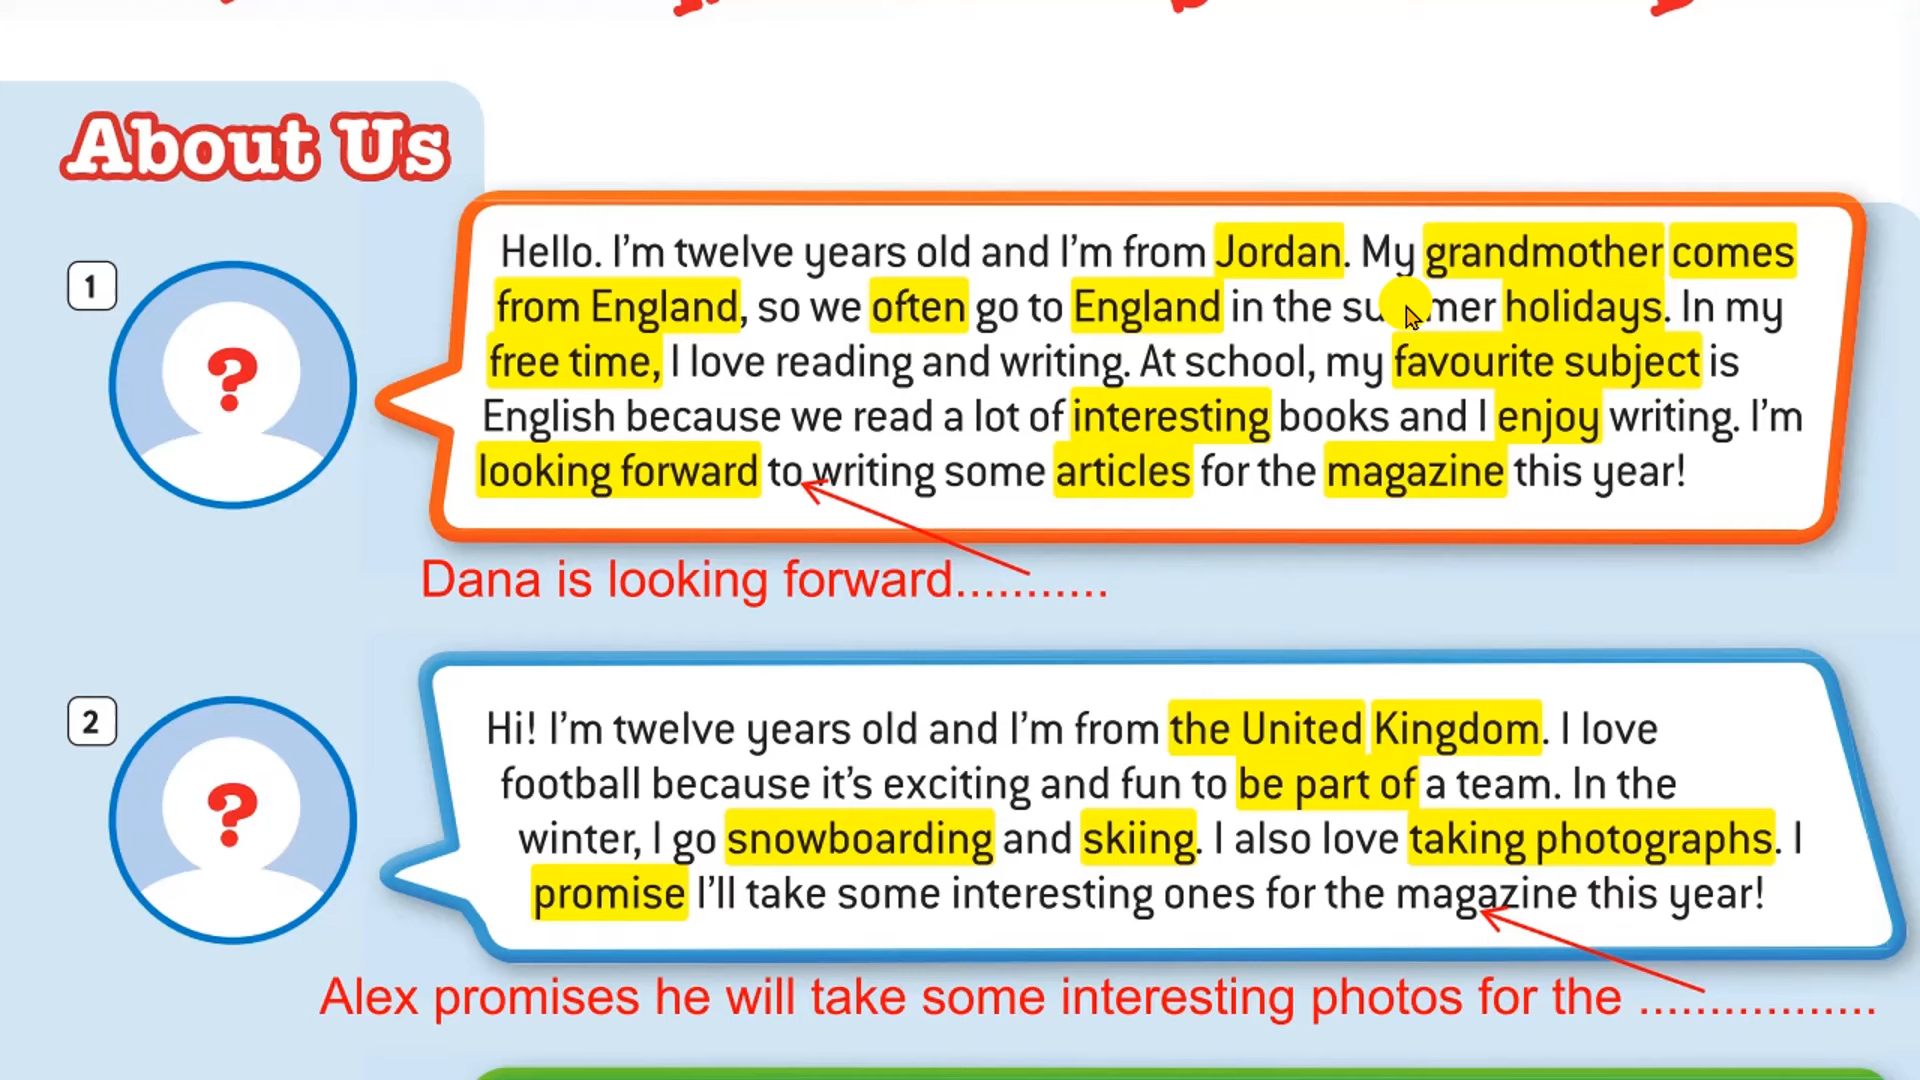 About Us
1
?
Hello. I'm twelve years old and I'm from Jordan. My grandmother comes
from England, so we often go to England in the summer holidays. In my
free time, I love reading and writing. At school, my favourite subject is
English because we read a lot of interesting books and I enjoy writing. I'm
looking forward to writing some articles for the magazine this year!
Dana is looking forward...........
2
?
Hi! I'm twelve years old and I'm from the United Kingdom. I love
football because it's exciting and fun to be part of a team. In the
winter, I go snowboarding and skiing. I also love taking photographs. I
promise I'll take some interesting ones for the magazine this year!
Alex promises he will take some interesting photos for the .................